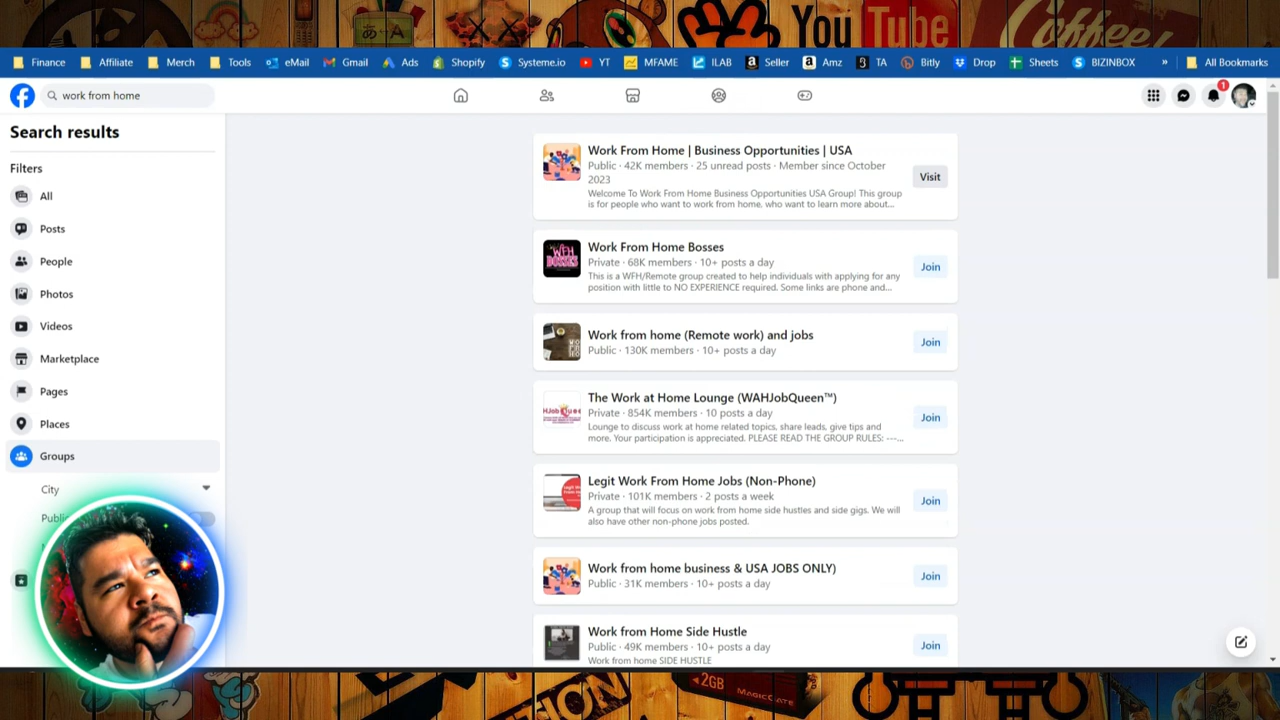 You Tube
Coffee!
あ A
Finance
Affiliate
Merch
Tools
eMail
Gmail
Ads
Shopify
Systeme.io
YT
MFAME
ILAB
Seller
Amz
TA
Bitly
Drop
Sheets
BIZINBOX
»
All Bookmarks
work from home
1
Search results
Filters
All
Posts
People
Photos
Videos
Marketplace
Pages
Places
Groups
City
Work From Home | Business Opportunities | USA
Public · 42K members · 25 unread posts · Member since October
2023
Welcome To Work From Home Business Opportunities USA Group! This group
is for people who want to work from home, who want to learn more about...
Visit
WFH
BOSSES
Work From Home Bosses
Private · 68K members · 10+ posts a day
This is a WFH/Remote group created to help individuals with applying for any
position with little to NO EXPERIENCE required. Some links are phone and...
Join
Work from home (Remote work) and jobs
Public · 130K members · 10+ posts a day
Join
The Work at Home Lounge (WAHJobQueen™)
Private · 854K members · 10 posts a day
Lounge to discuss work at home related topics, share leads, give tips and
more. Your participation is appreciated. PLEASE READ THE GROUP RULES: ---...
Join
Legit Work From Home Jobs (Non-Phone)
Private · 101K members · 2 posts a week
A group that will focus on work from home side hustles and side gigs. We will
also have other non-phone jobs posted.
Join
Work from home business & USA JOBS ONLY)
Public · 31K members · 10+ posts a day
Join
Work from Home Side Hustle
Public · 49K members · 10+ posts a day
Work from home SIDE HUSTLE
Join
2GB
MAGICGATE